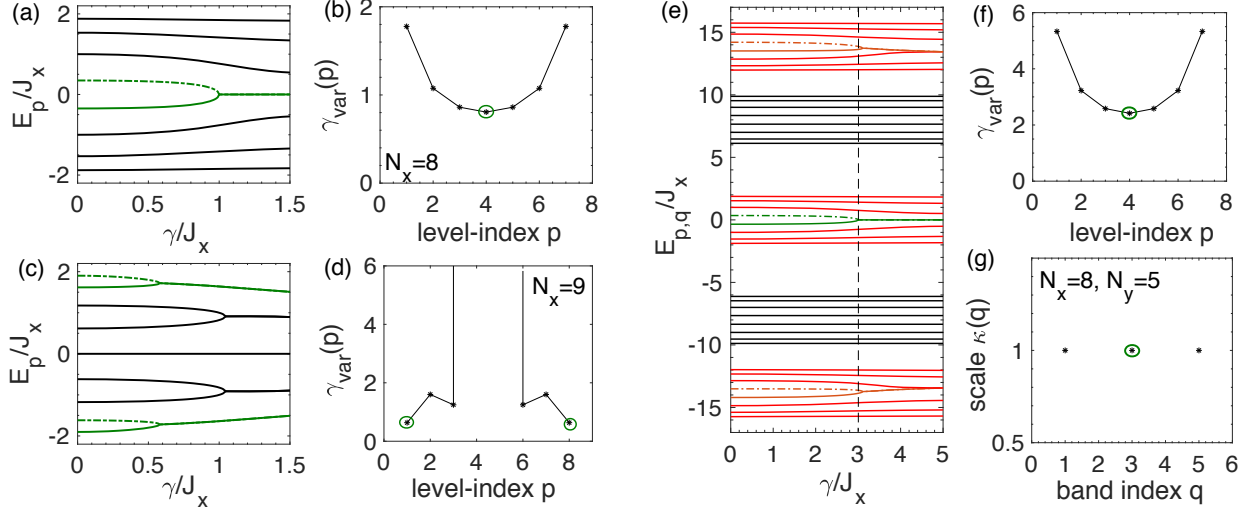 (a)
2
0
-2
E_p/J_x
0
0.5
1
1.5
γ/J_x
(b)
2
1
0
γ_var(p)
N_x=8
0
2
4
6
8
level-index p
(c)
2
0
-2
E_p/J_x
0
0.5
1
1.5
γ/J_x
(d)
6
4
2
0
γ_var(p)
N_x=9
0
2
4
6
8
level-index p
(e)
15
10
5
0
-5
-10
-15
E_p,q/J_x
0
1
2
3
4
5
γ/J_x
(f)
6
4
2
0
γ_var(p)
0
2
4
6
8
level-index p
(g)
N_x=8, N_y=5
1
0.5
scale κ(q)
0
1
2
3
4
5
6
band index q